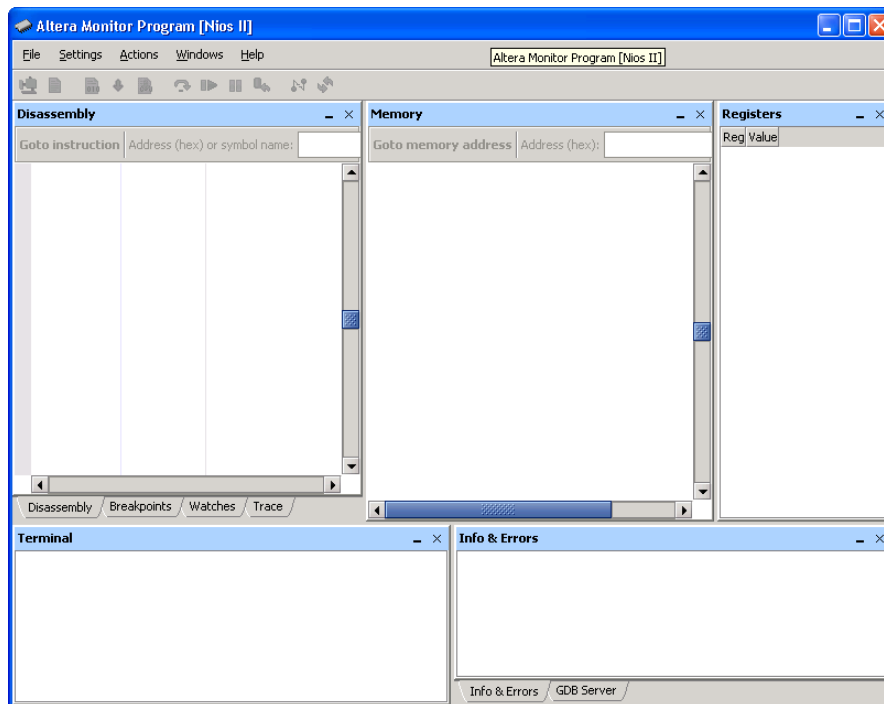 Altera Monitor Program [Nios II]
File Settings Actions Windows Help
Altera Monitor Program [Nios II]
Disassembly
Goto instruction Address (hex) or symbol name:
Disassembly Breakpoints Watches Trace
Memory
Goto memory address Address (hex):
Registers
Reg Value
Terminal
Info & Errors
Info & Errors GDB Server